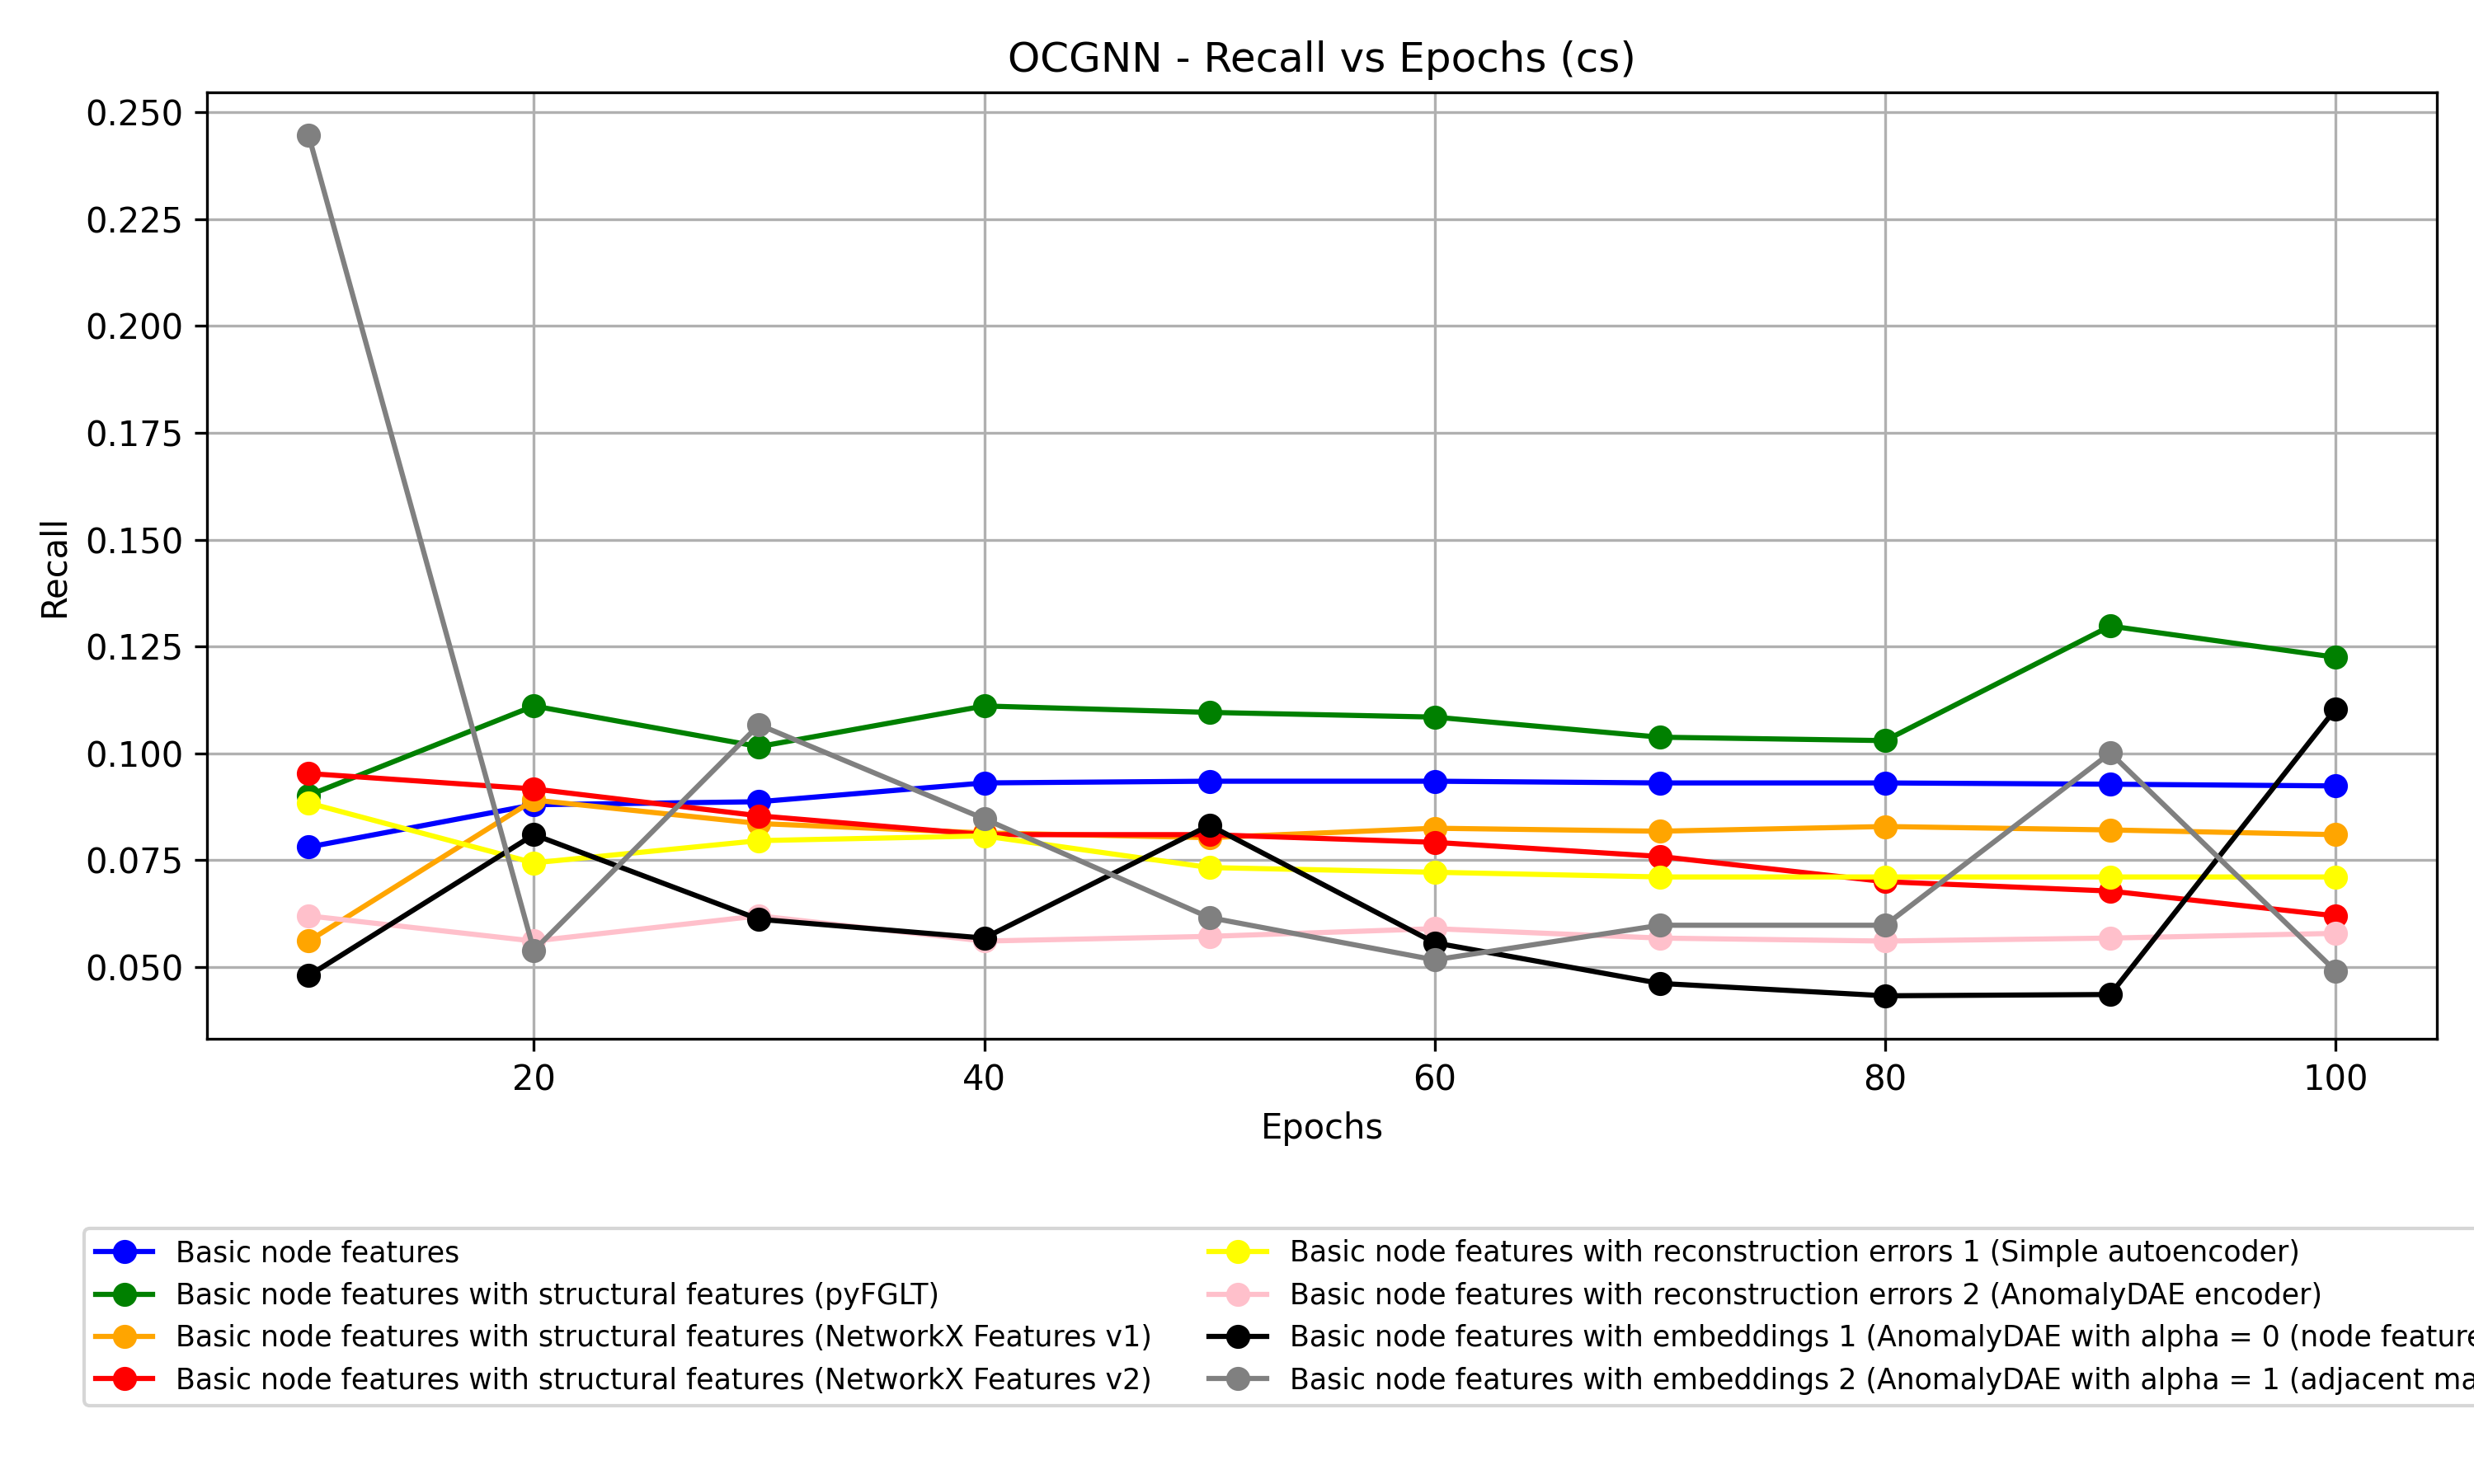 OCGNN - Recall vs Epochs (cs)
0.250
0.225
0.200
0.175
0.150
0.125
0.100
0.075
0.050
Recall
20 40 60 80 100
Epochs
Basic node features
Basic node features with structural features (pyFGLT)
Basic node features with structural features (NetworkX Features v1)
Basic node features with structural features (NetworkX Features v2)
Basic node features with reconstruction errors 1 (Simple autoencoder)
Basic node features with reconstruction errors 2 (AnomalyDAE encoder)
Basic node features with embeddings 1 (AnomalyDAE with alpha = 0 (node feature
Basic node features with embeddings 2 (AnomalyDAE with alpha = 1 (adjacent ma